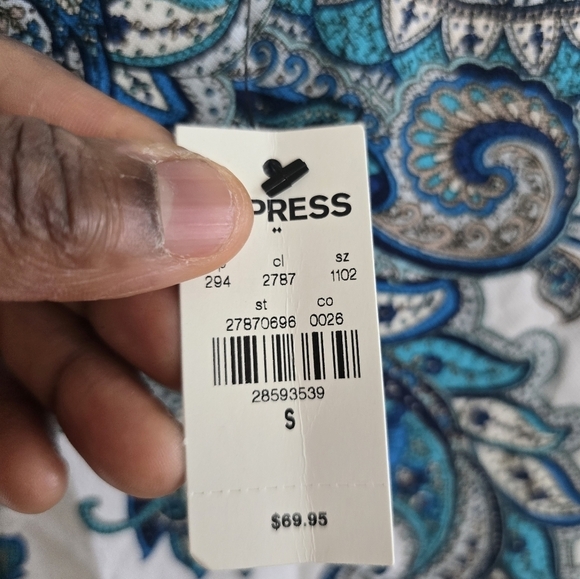 PRESS
cl sz
294 2787 1102
st co
27870696 0026
28593539
S
$69.95